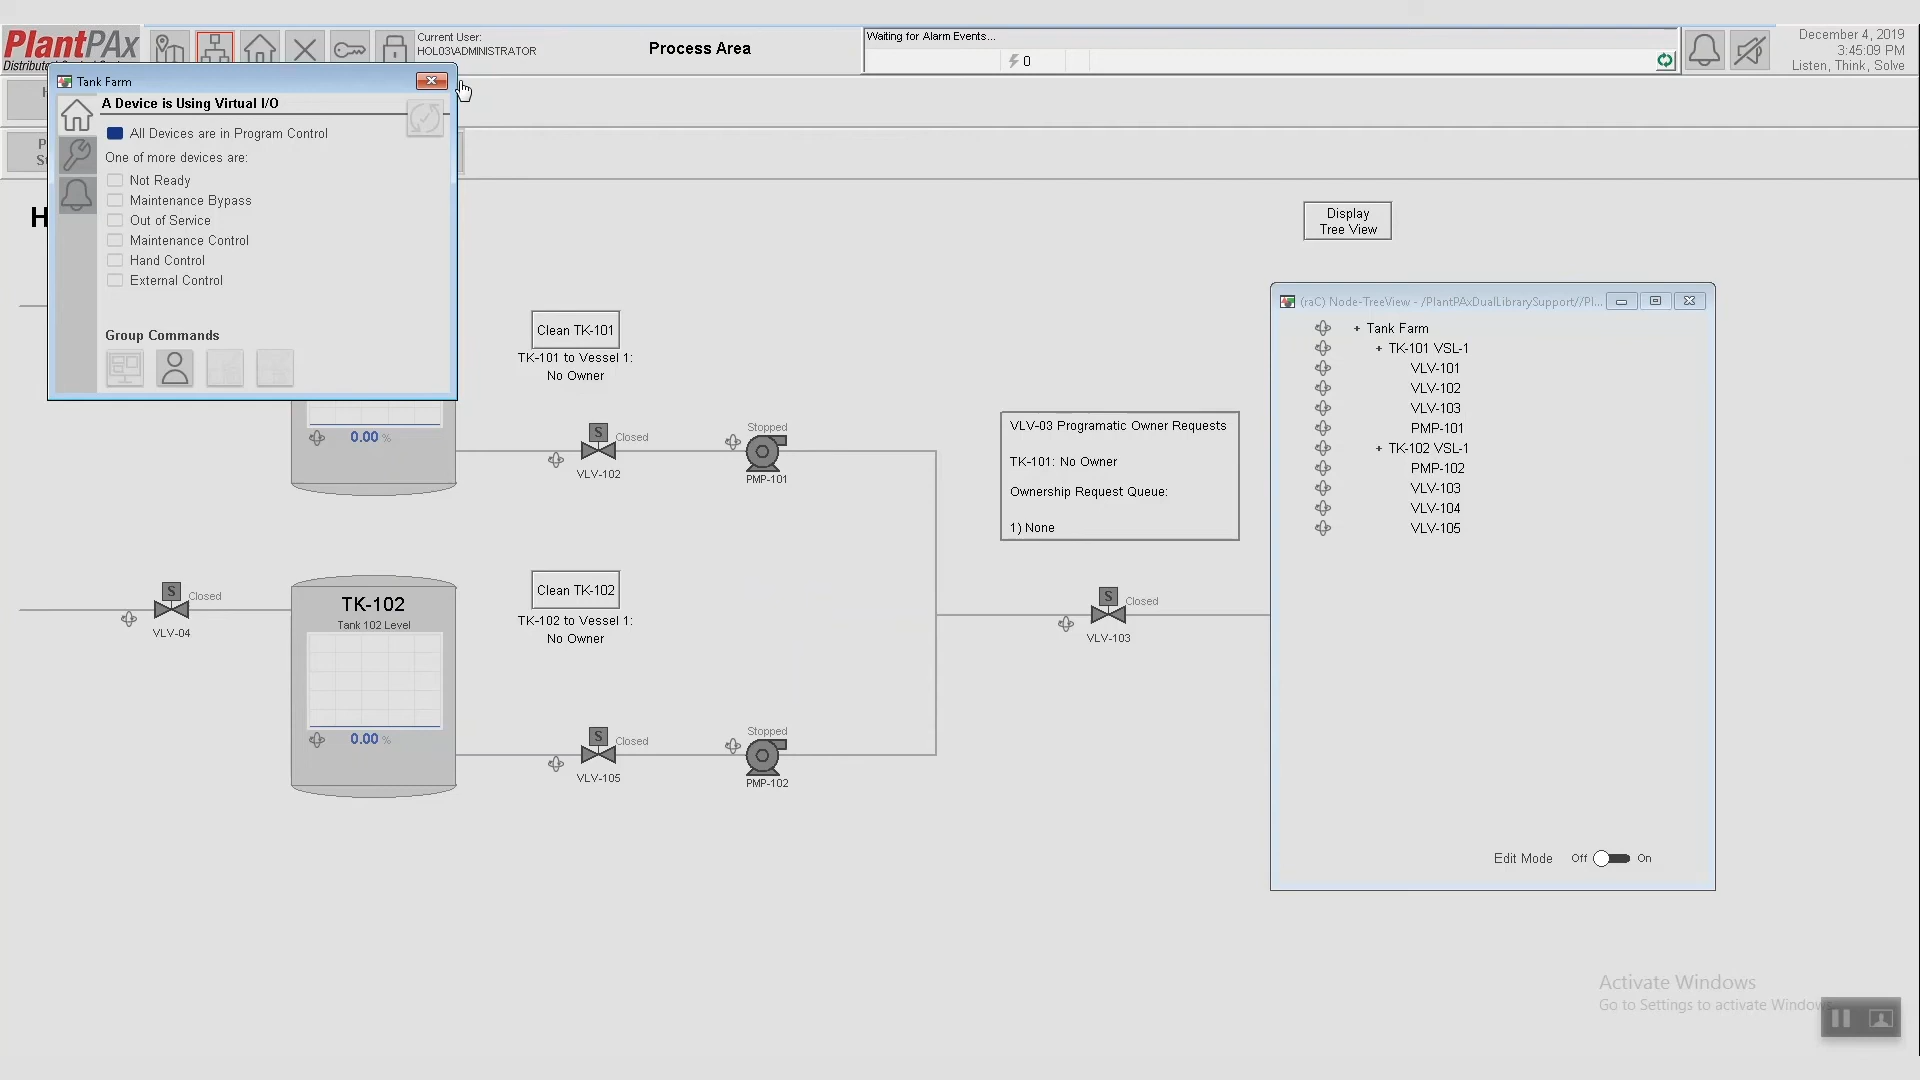 PlantPAx
Current User:
HOL03\ADMINISTRATOR
Process Area
Waiting for Alarm Events...
0
December 4, 2019
3:45:09 PM
Listen, Think, Solve
Tank Farm
A Device is Using Virtual I/O
All Devices are in Program Control
One of more devices are:
Not Ready
Maintenance Bypass
Out of Service
Maintenance Control
Hand Control
External Control
Group Commands
Display
Tree View
Clean TK-101
TK-101 to Vessel 1:
No Owner
0.00 %
S
Closed
VLV-102
Stopped
PMP-101
VLV-03 Programatic Owner Requests
TK-101: No Owner
Ownership Request Queue:
1) None
S
Closed
VLV-04
TK-102
Tank 102 Level
0.00 %
Clean TK-102
TK-102 to Vessel 1:
No Owner
S
Closed
VLV-105
Stopped
PMP-102
S
Closed
VLV-103
(raC) Node-TreeView - /PlantPAxDualLibrarySupport//Pl...
+ Tank Farm
+ TK-101 VSL-1
VLV-101
VLV-102
VLV-103
PMP-101
+ TK-102 VSL-1
PMP-102
VLV-103
VLV-104
VLV-105
Edit Mode Off On
Activate Windows
Go to Settings to activate Windows